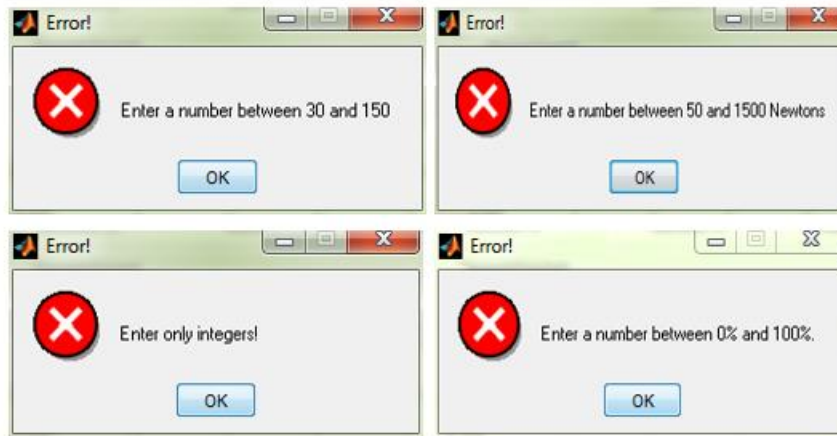 Error!
Enter a number between 30 and 150
OK
Error!
Enter a number between 50 and 1500 Newtons
OK
Error!
Enter only integers!
OK
Error!
Enter a number between 0% and 100%.
OK